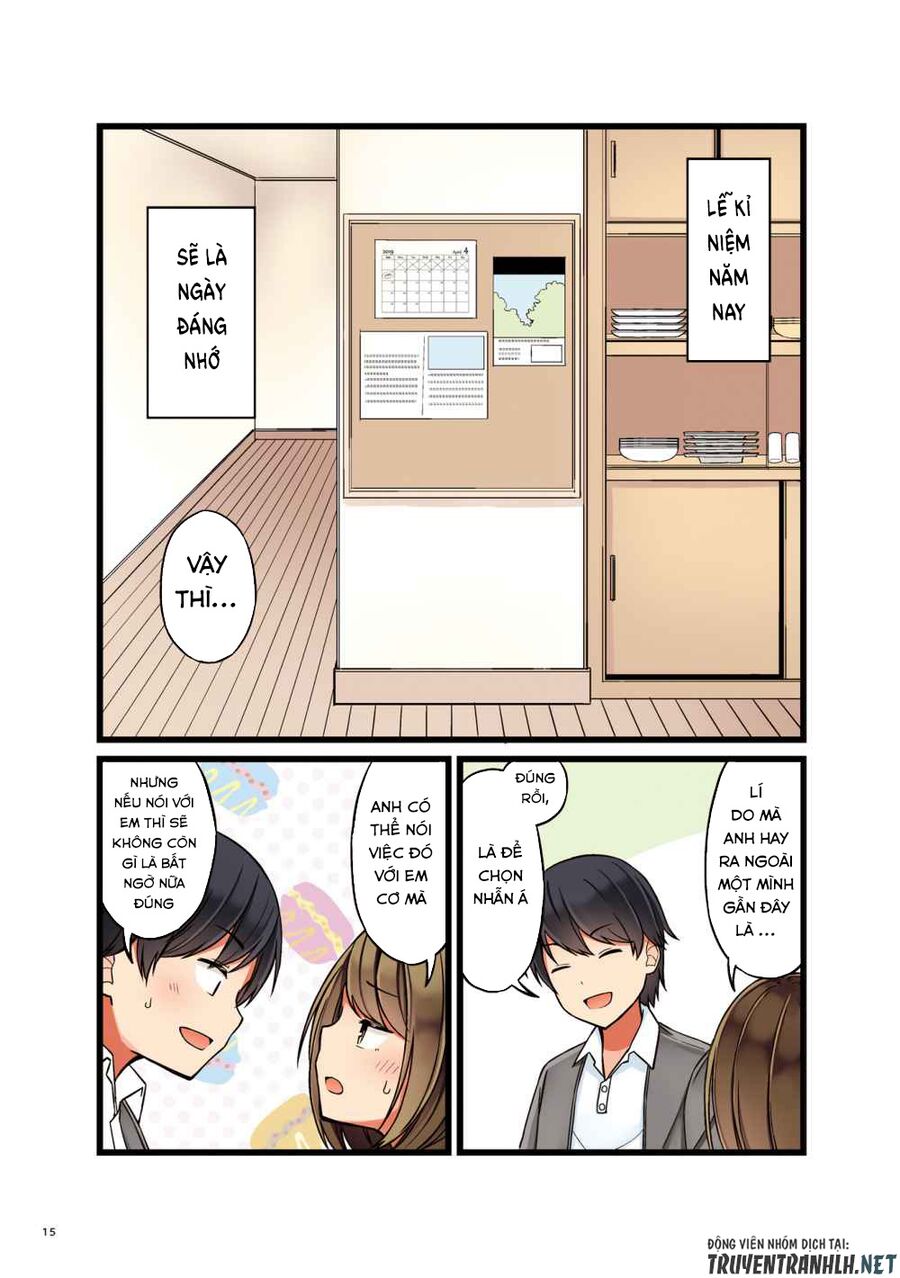 LỄ KỈ
NIỆM
NĂM
NAY
SẼ LÀ
NGÀY
ĐÁNG
NHỚ
2019
April 4
VẬY
THÌ...
LÍ
DO MÀ
ANH HAY
RA NGOÀI
MỘT MÌNH
GẦN ĐÂY
LÀ ...
ĐÚNG
RỒI,
LÀ ĐỂ
CHỌN
NHẪN Á
ANH CÓ
THỂ NÓI
VIỆC ĐÓ
VỚI EM
CƠ MÀ
NHƯNG
NẾU NÓI VỚI
EM THÌ SẼ
KHÔNG CÒN
GÌ LÀ BẤT
NGỜ NỮA
ĐÚNG
15
ĐỘNG VIÊN NHÓM DỊCH TẠI:
TRUYENTRANHLH.NET